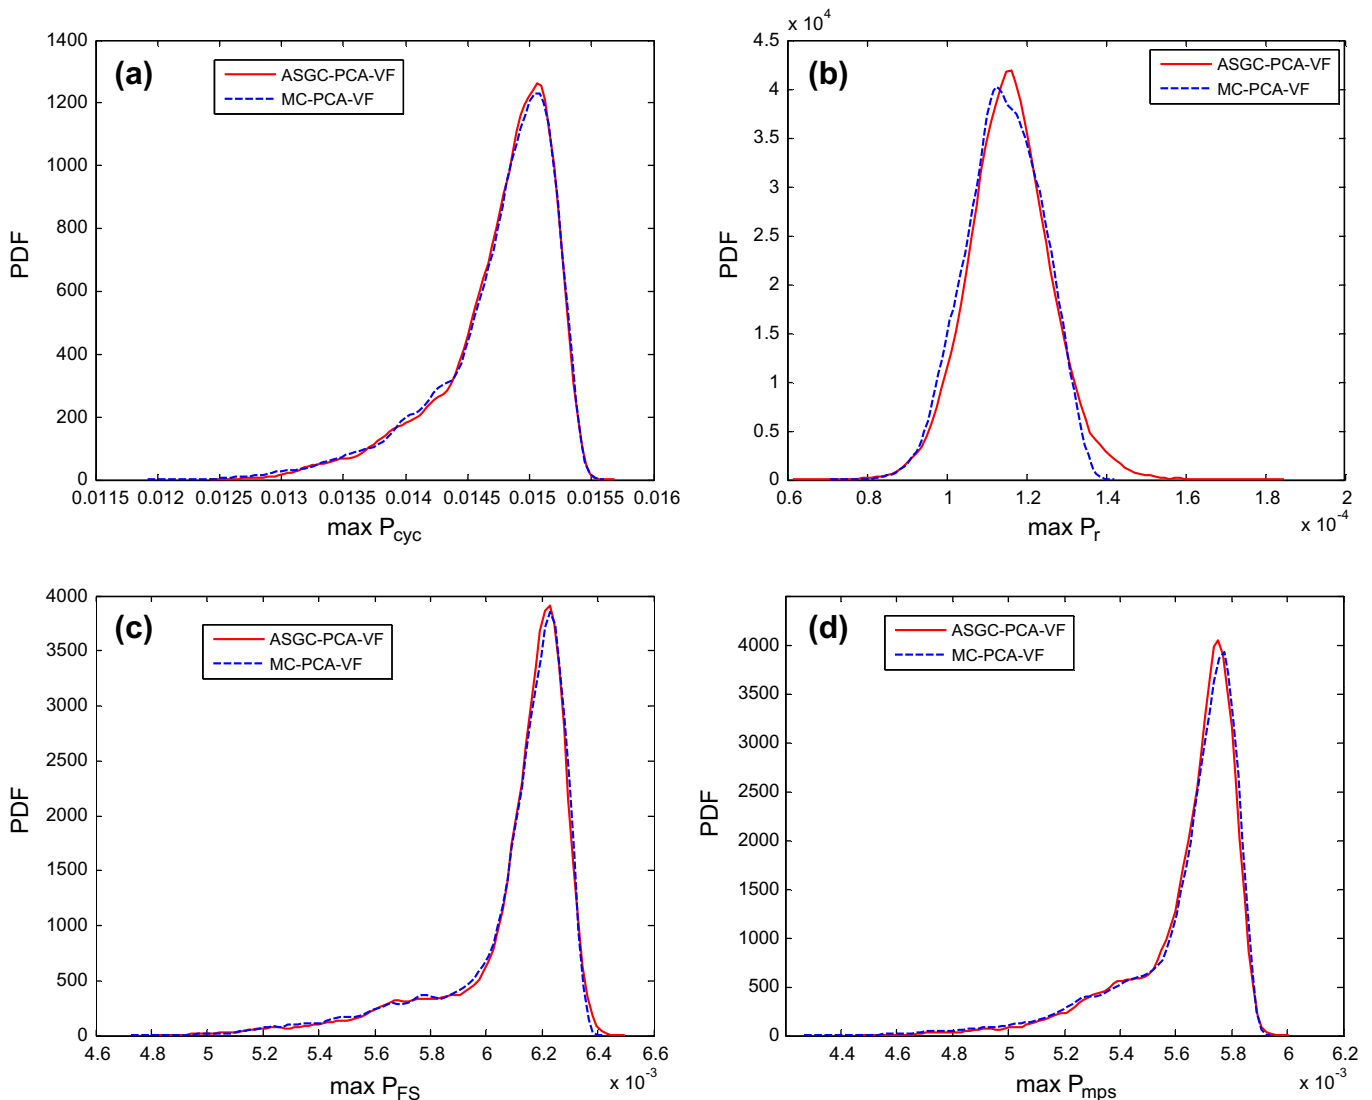 (a)
ASGC-PCA-VF
MC-PCA-VF
1400
1200
1000
800
600
400
200
0
PDF
0.0115 0.012 0.0125 0.013 0.0135 0.014 0.0145 0.015 0.0155 0.016
max Pcyc
x 10^4
(b)
ASGC-PCA-VF
MC-PCA-VF
4.5
4
3.5
3
2.5
2
1.5
1
0.5
0
PDF
0.6 0.8 1 1.2 1.4 1.6 1.8 2
x 10^-4
max Pr
(c)
ASGC-PCA-VF
MC-PCA-VF
4000
3500
3000
2500
2000
1500
1000
500
0
PDF
4.6 4.8 5 5.2 5.4 5.6 5.8 6 6.2 6.4 6.6
x 10^-3
max PFS
(d)
ASGC-PCA-VF
MC-PCA-VF
4000
3500
3000
2500
2000
1500
1000
500
0
PDF
4.4 4.6 4.8 5 5.2 5.4 5.6 5.8 6 6.2
x 10^-3
max Pmps